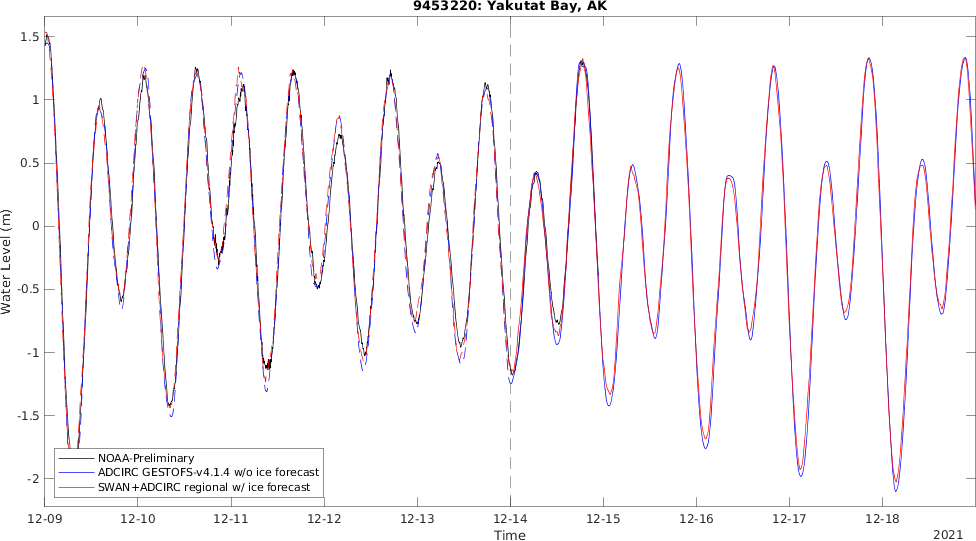 9453220: Yakutat Bay, AK
Water Level (m)
1.5
1
0.5
0
-0.5
-1
-1.5
-2
NOAA-Preliminary
ADCIRC GESTOFS-v4.1.4 w/o ice forecast
SWAN+ADCIRC regional w/ ice forecast
12-09 12-10 12-11 12-12 12-13 12-14 12-15 12-16 12-17 12-18
Time
2021